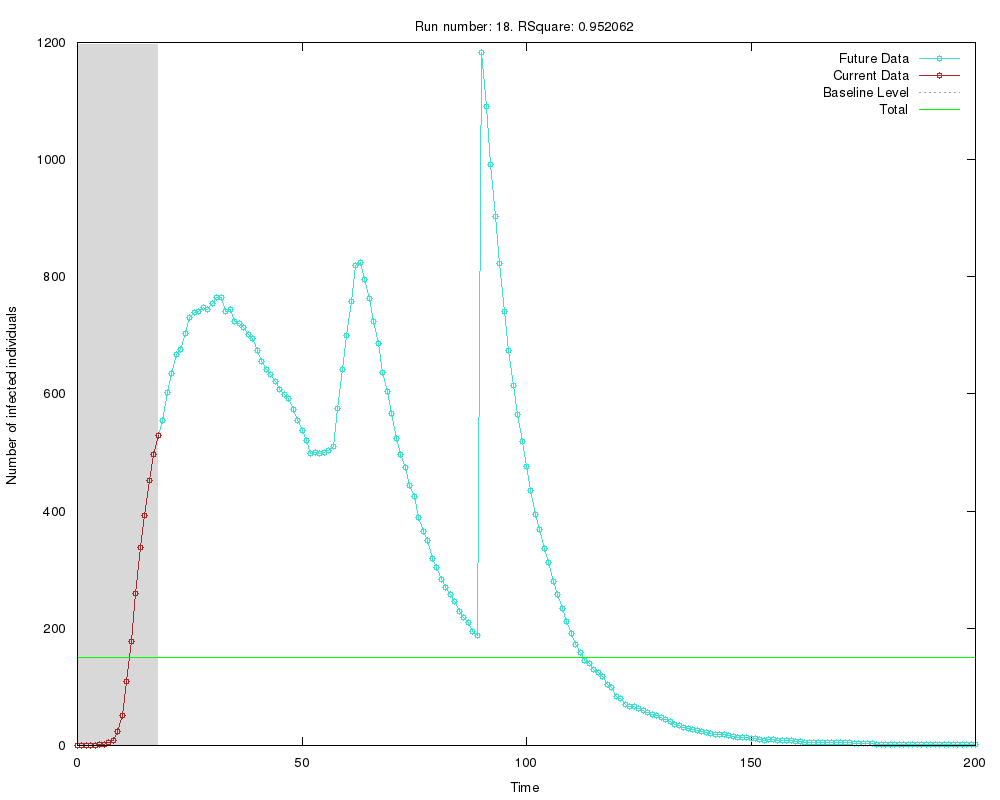 Run number: 18. RSquare: 0.952062
1200
1000
800
600
400
200
0
Number of infected individuals
Future Data
Current Data
Baseline Level
Total
0 50 100 150 200
Time